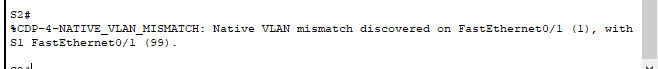 S2#
%CDP-4-NATIVE_VLAN_MISMATCH: Native VLAN mismatch discovered on FastEthernet0/1 (1), with
S1 FastEthernet0/1 (99).